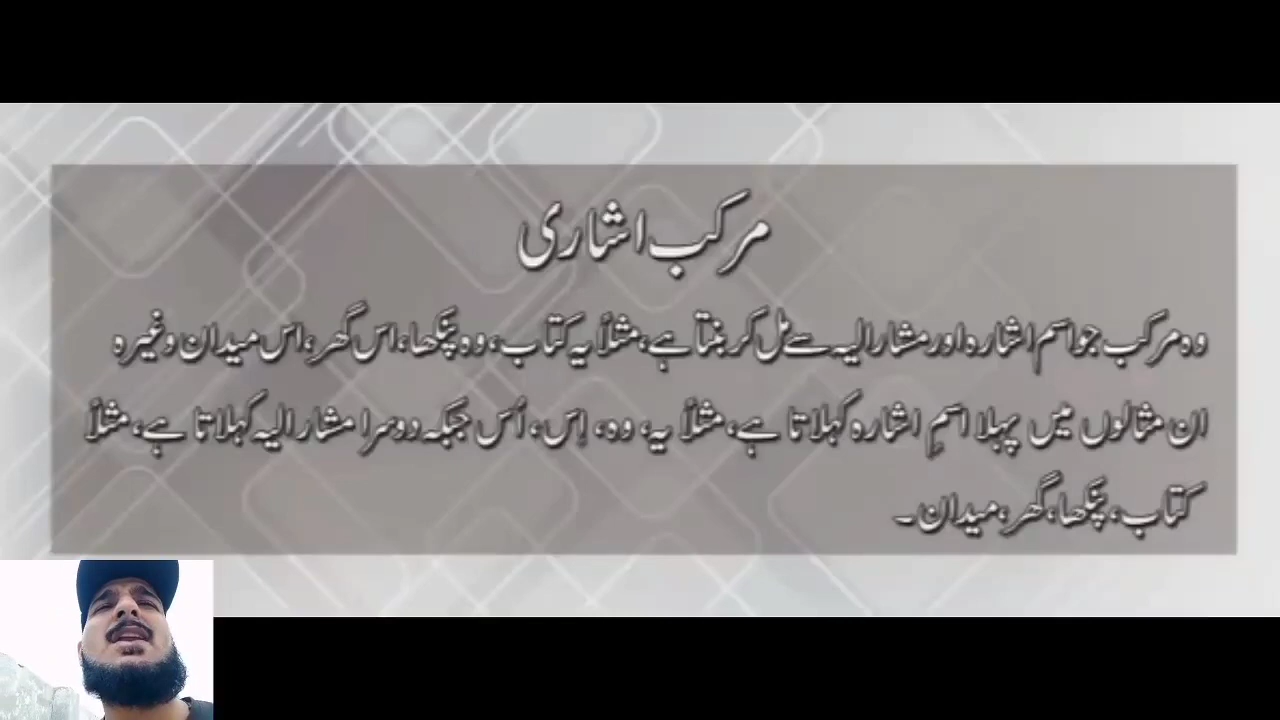 مرکب اشاری
وہ مرکب جو اسم اشارہ اور مشار الیہ سے مل کر بنتا ہے، مثلاً یہ کتاب، وہ پنکھا، اس گھر، اس میدان وغیرہ
ان مثالوں میں پہلا اسمِ اشارہ کہلاتا ہے، مثلاً یہ، وہ، اِس، اُس جبکہ دوسرا مشار الیہ کہلاتا ہے، مثلاً
کتاب، پنکھا، گھر، میدان۔